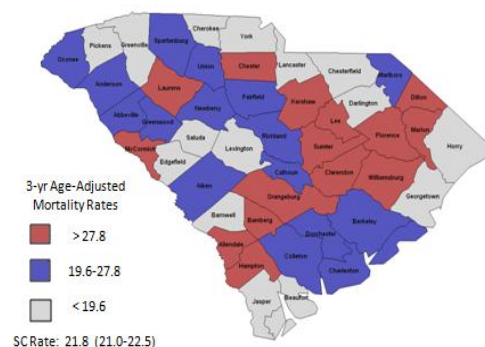 Cherokee
York
Spartanburg
Greenville
Pickens
Oconee
Union
Chester
Lancaster
Chesterfield
Marlboro
Anderson
Laurens
Fairfield
Kershaw
Darlington
Dillon
Abbeville
Greenwood
Newberry
Lee
Florence
Marion
Horry
McCormick
Saluda
Lexington
Richland
Sumter
Edgefield
Calhoun
Clarendon
Williamsburg
Aiken
Orangeburg
Georgetown
Barnwell
Bamberg
Berkeley
Dorchester
Allendale
Colleton
Charleston
Hampton
Jasper
Beaufort
3-yr Age-Adjusted
Mortality Rates
>27.8
19.6-27.8
<19.6
SC Rate: 21.8 (21.0-22.5)